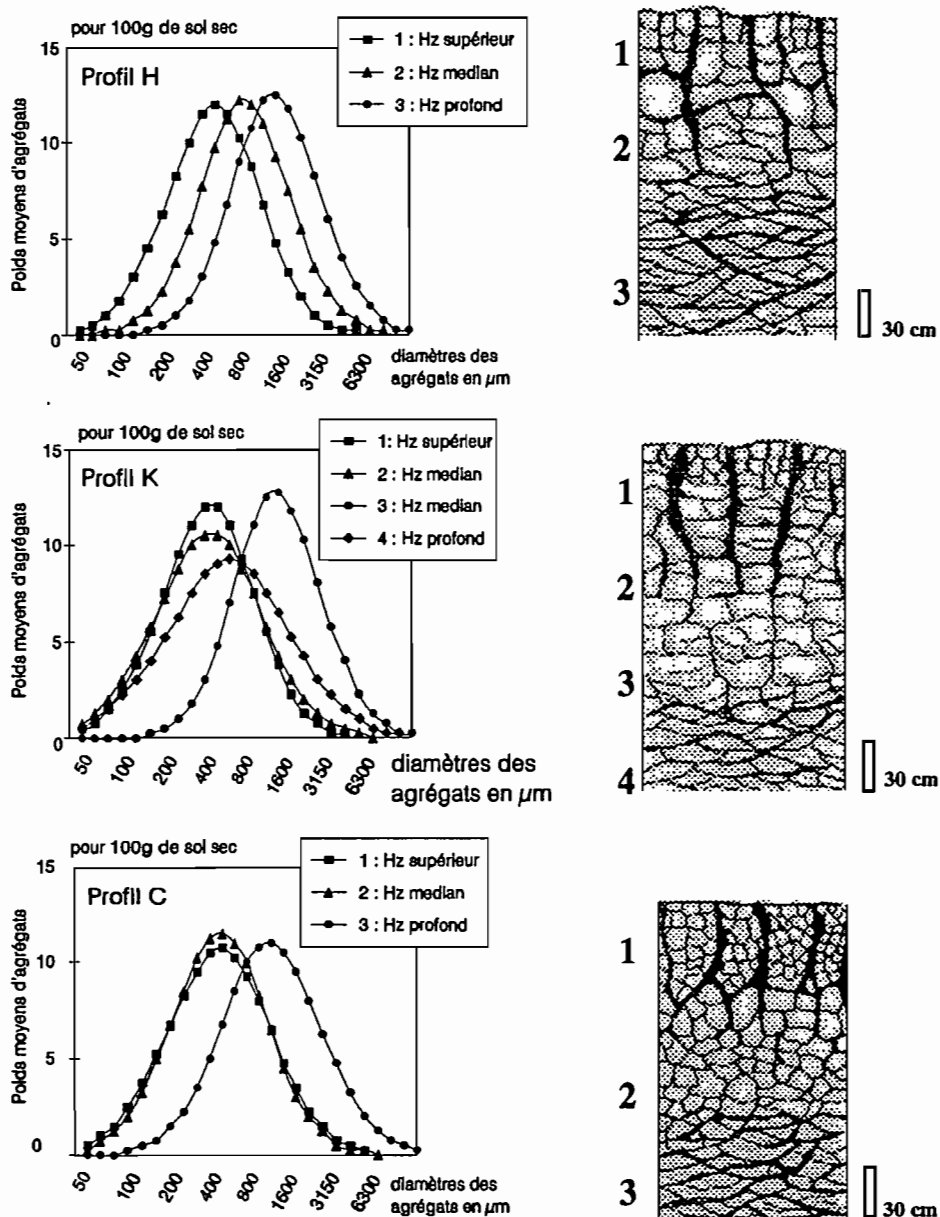 pour 100g de sol sec
Profil H
1 : Hz supérieur
2 : Hz median
3 : Hz profond
Poids moyens d'agrégats
15
10
5
0
50
100
200
400
800
1600
3150
6300
diamètres des
agrégats en µm
1
2
3
30 cm
pour 100g de sol sec
Profil K
1: Hz supérieur
2 : Hz median
3 : Hz median
4 : Hz profond
Poids moyens d'agrégats
15
10
5
0
50
100
200
400
800
1600
3150
6300
diamètres des
agrégats en µm
1
2
3
4
30 cm
pour 100g de sol sec
Profil C
1 : Hz supérieur
2 : Hz median
3 : Hz profond
Poids moyens d'agrégats
15
10
5
0
50
100
200
400
800
1600
3150
6300
diamètres des
agrégats en µm
1
2
3
30 cm